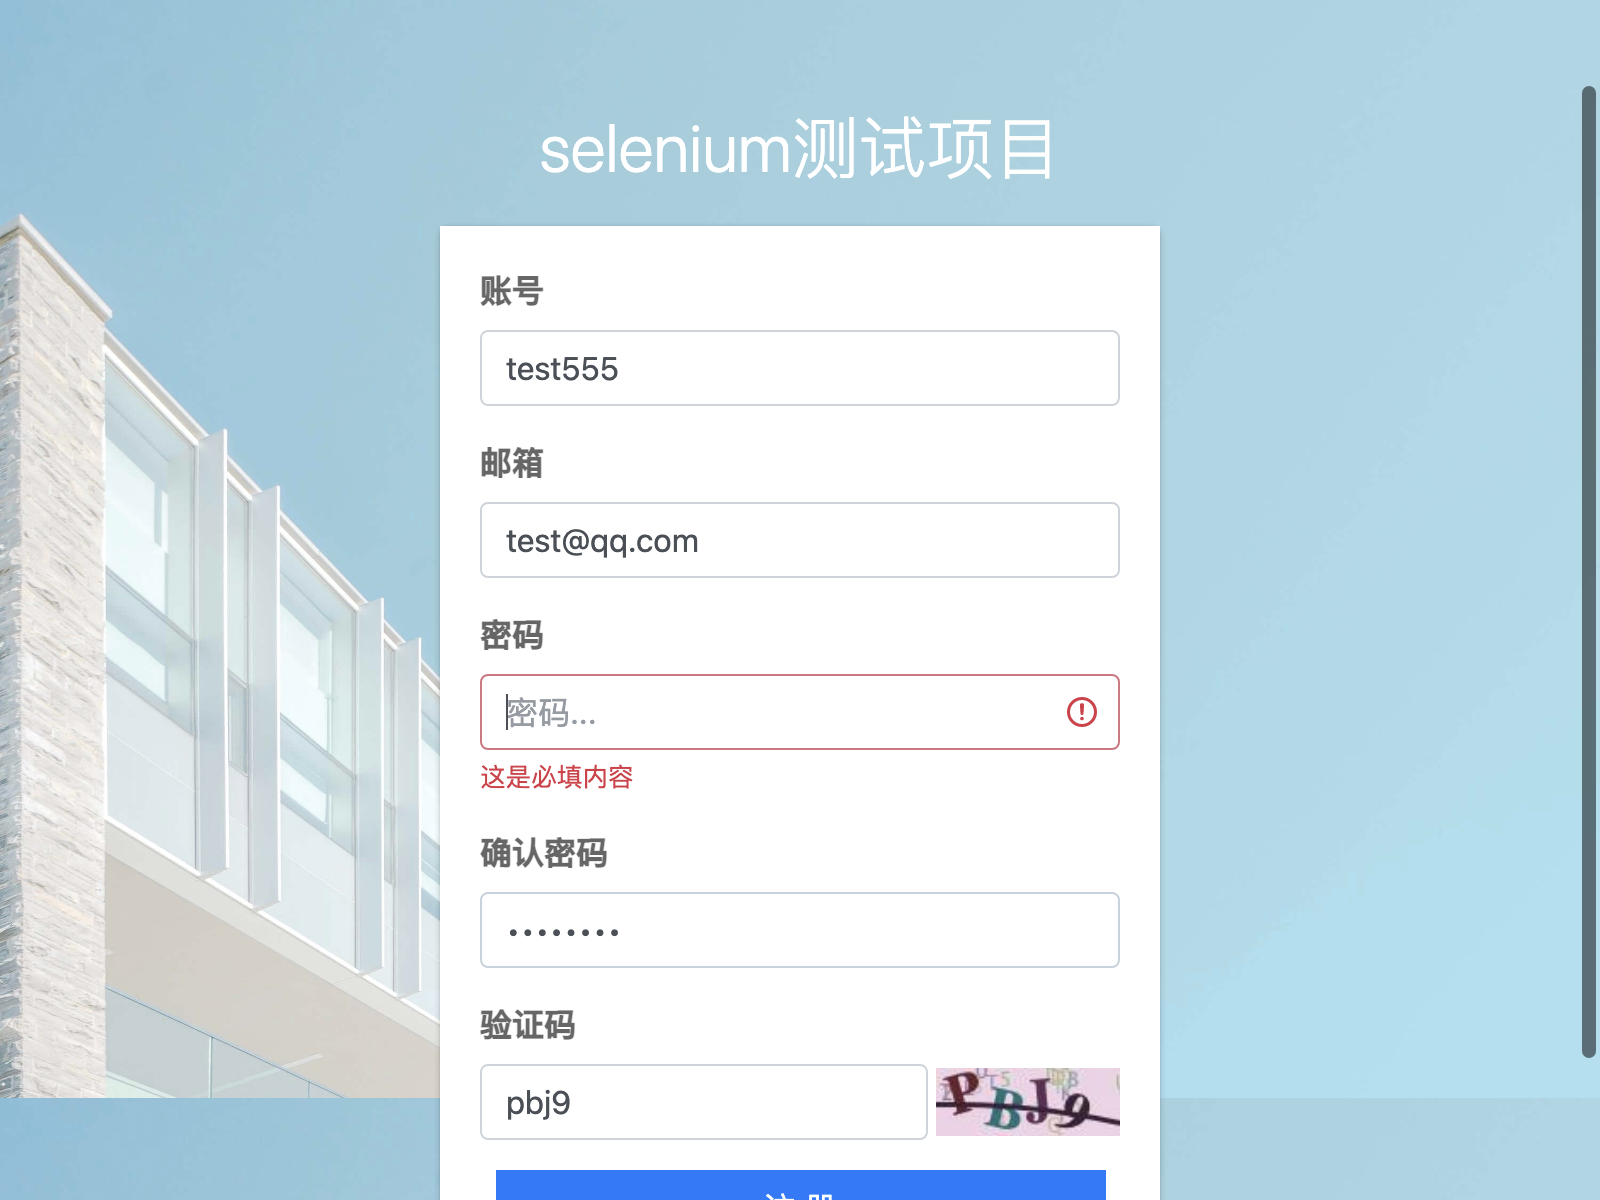 selenium测试项目
账号
test555
邮箱
test@qq.com
密码
密码...
这是必填内容
确认密码
••••••••
验证码
pbj9
PBJ9
注 册